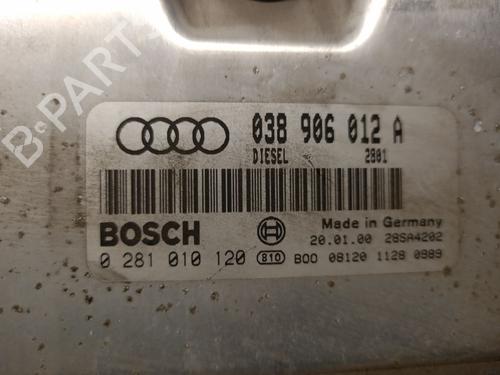 B-PARTS
038 906 012 A
DIESEL 2801
BOSCH
Made in Germany
20.01.00 28SA4202
0 281 010 120 810 B00 08120 1128 0989